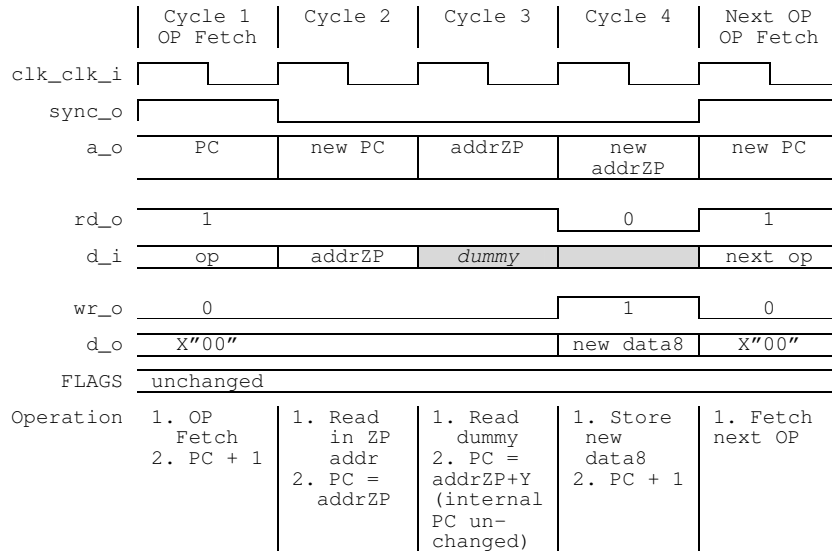 Cycle 1 Cycle 2 Cycle 3 Cycle 4 Next OP
OP Fetch OP Fetch
clk_clk_i
sync_o
a_o PC new PC addrZP new new PC
addrZP
rd_o 1 0 1
d_i op addrZP dummy next op
wr_o 0 1 0
d_o X"00" new data8 X"00"
FLAGS unchanged
Operation 1. OP 1. Read 1. Read 1. Store 1. Fetch
Fetch in ZP dummy new next OP
2. PC + 1 addr 2. PC = data8
2. PC = addrZP+Y 2. PC + 1
addrZP (internal
PC un-
changed)